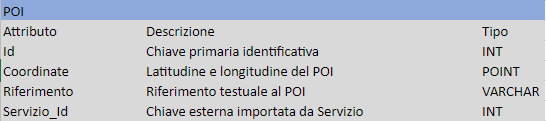 POI
Attributo Descrizione Tipo
Id Chiave primaria identificativa INT
Coordinate Latitudine e longitudine del POI POINT
Riferimento Riferimento testuale al POI VARCHAR
Servizio_Id Chiave esterna importata da Servizio INT